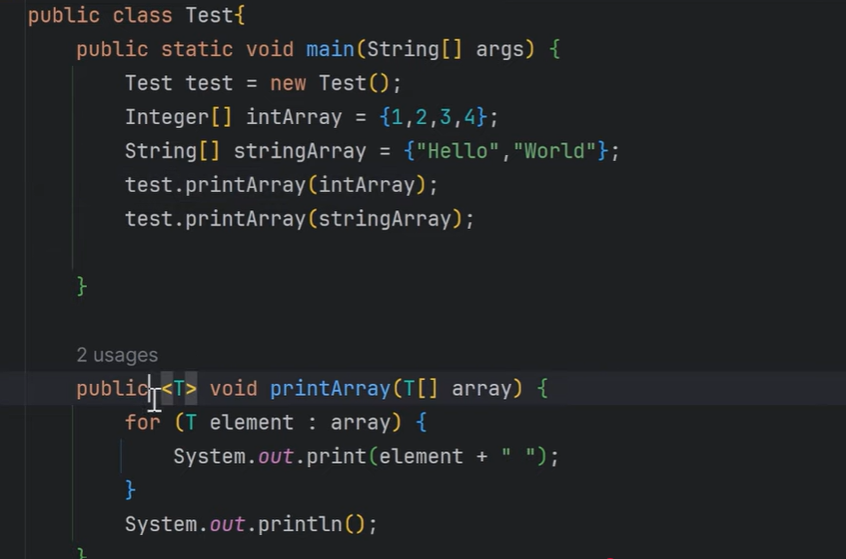 public class Test{
public static void main(String[] args) {
Test test = new Test();
Integer[] intArray = {1,2,3,4};
String[] stringArray = {"Hello","World"};
test.printArray(intArray);
test.printArray(stringArray);
}
2 usages
public <T> void printArray(T[] array) {
for (T element : array) {
System.out.print(element + " ");
}
System.out.println();
}